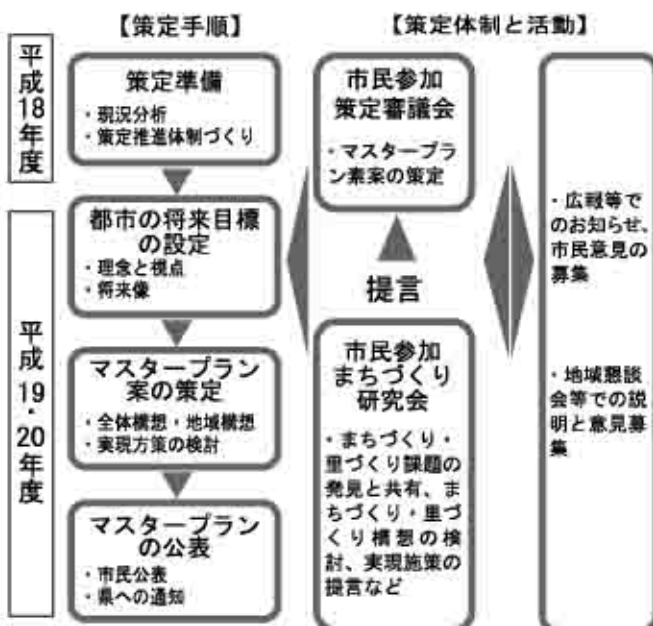 【策定手順】
【策定体制と活動】
平成18年度
策定準備
・現況分析
・策定推進体制づくり
平成19・20年度
都市の将来目標
の設定
・理念と視点
・将来像
マスタープラン
案の策定
・全体構想・地域構想
・実現方策の検討
マスタープラン
の公表
・市民公表
・県への通知
市民参加
策定審議会
・マスタープラ
ン素案の策定
提言
市民参加
まちづくり
研究会
・まちづくり・
里づくり課題の
発見と共有、ま
ちづくり・里づ
くり構想の検
討、実現施策の
提言など
・広報等で
のお知らせ、
市民意見の
募集
・地域懇談
会等での説
明と意見募
集